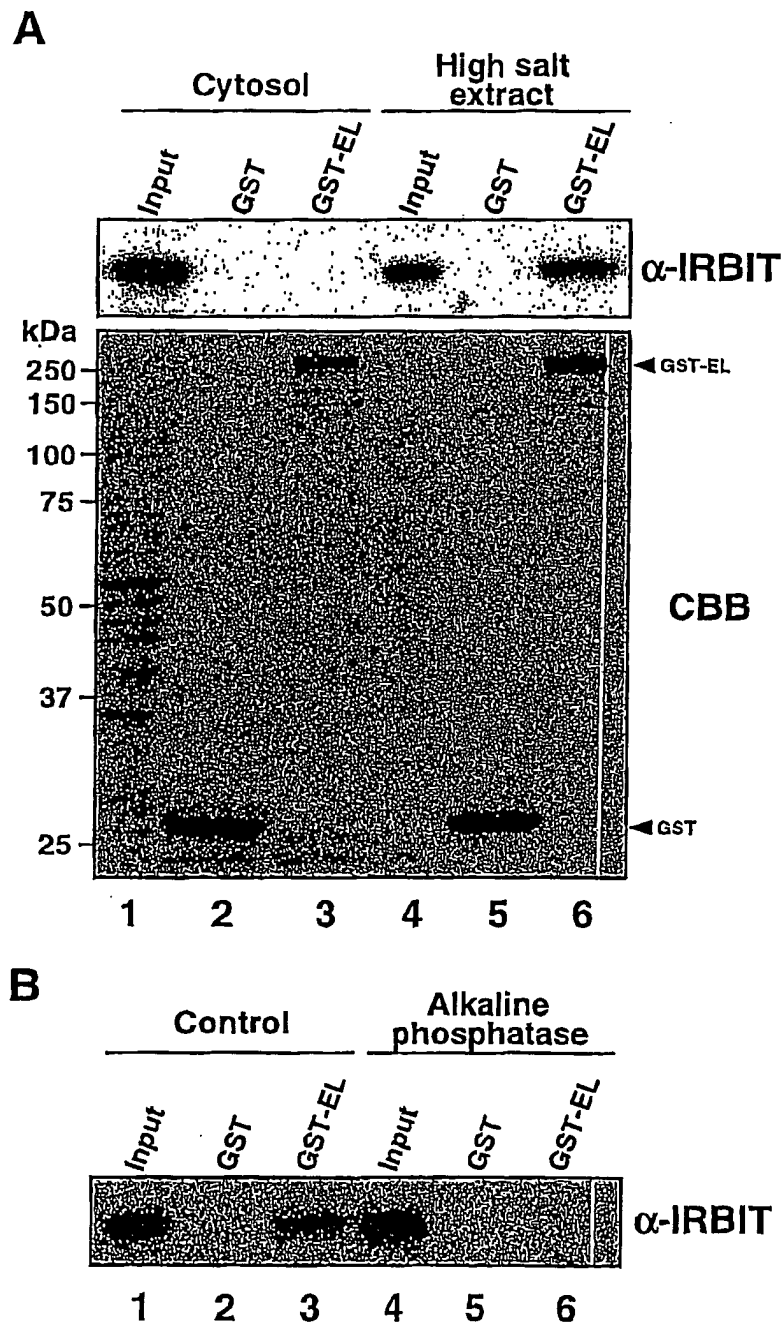 A
Cytosol
High salt
extract
Input
GST
GST-EL
Input
GST
GST-EL
α-IRBIT
kDa
250
150
100
75
50
37
25
GST-EL
CBB
GST
1 2 3 4 5 6
B
Control
Alkaline
phosphatase
Input
GST
GST-EL
Input
GST
GST-EL
α-IRBIT
1 2 3 4 5 6